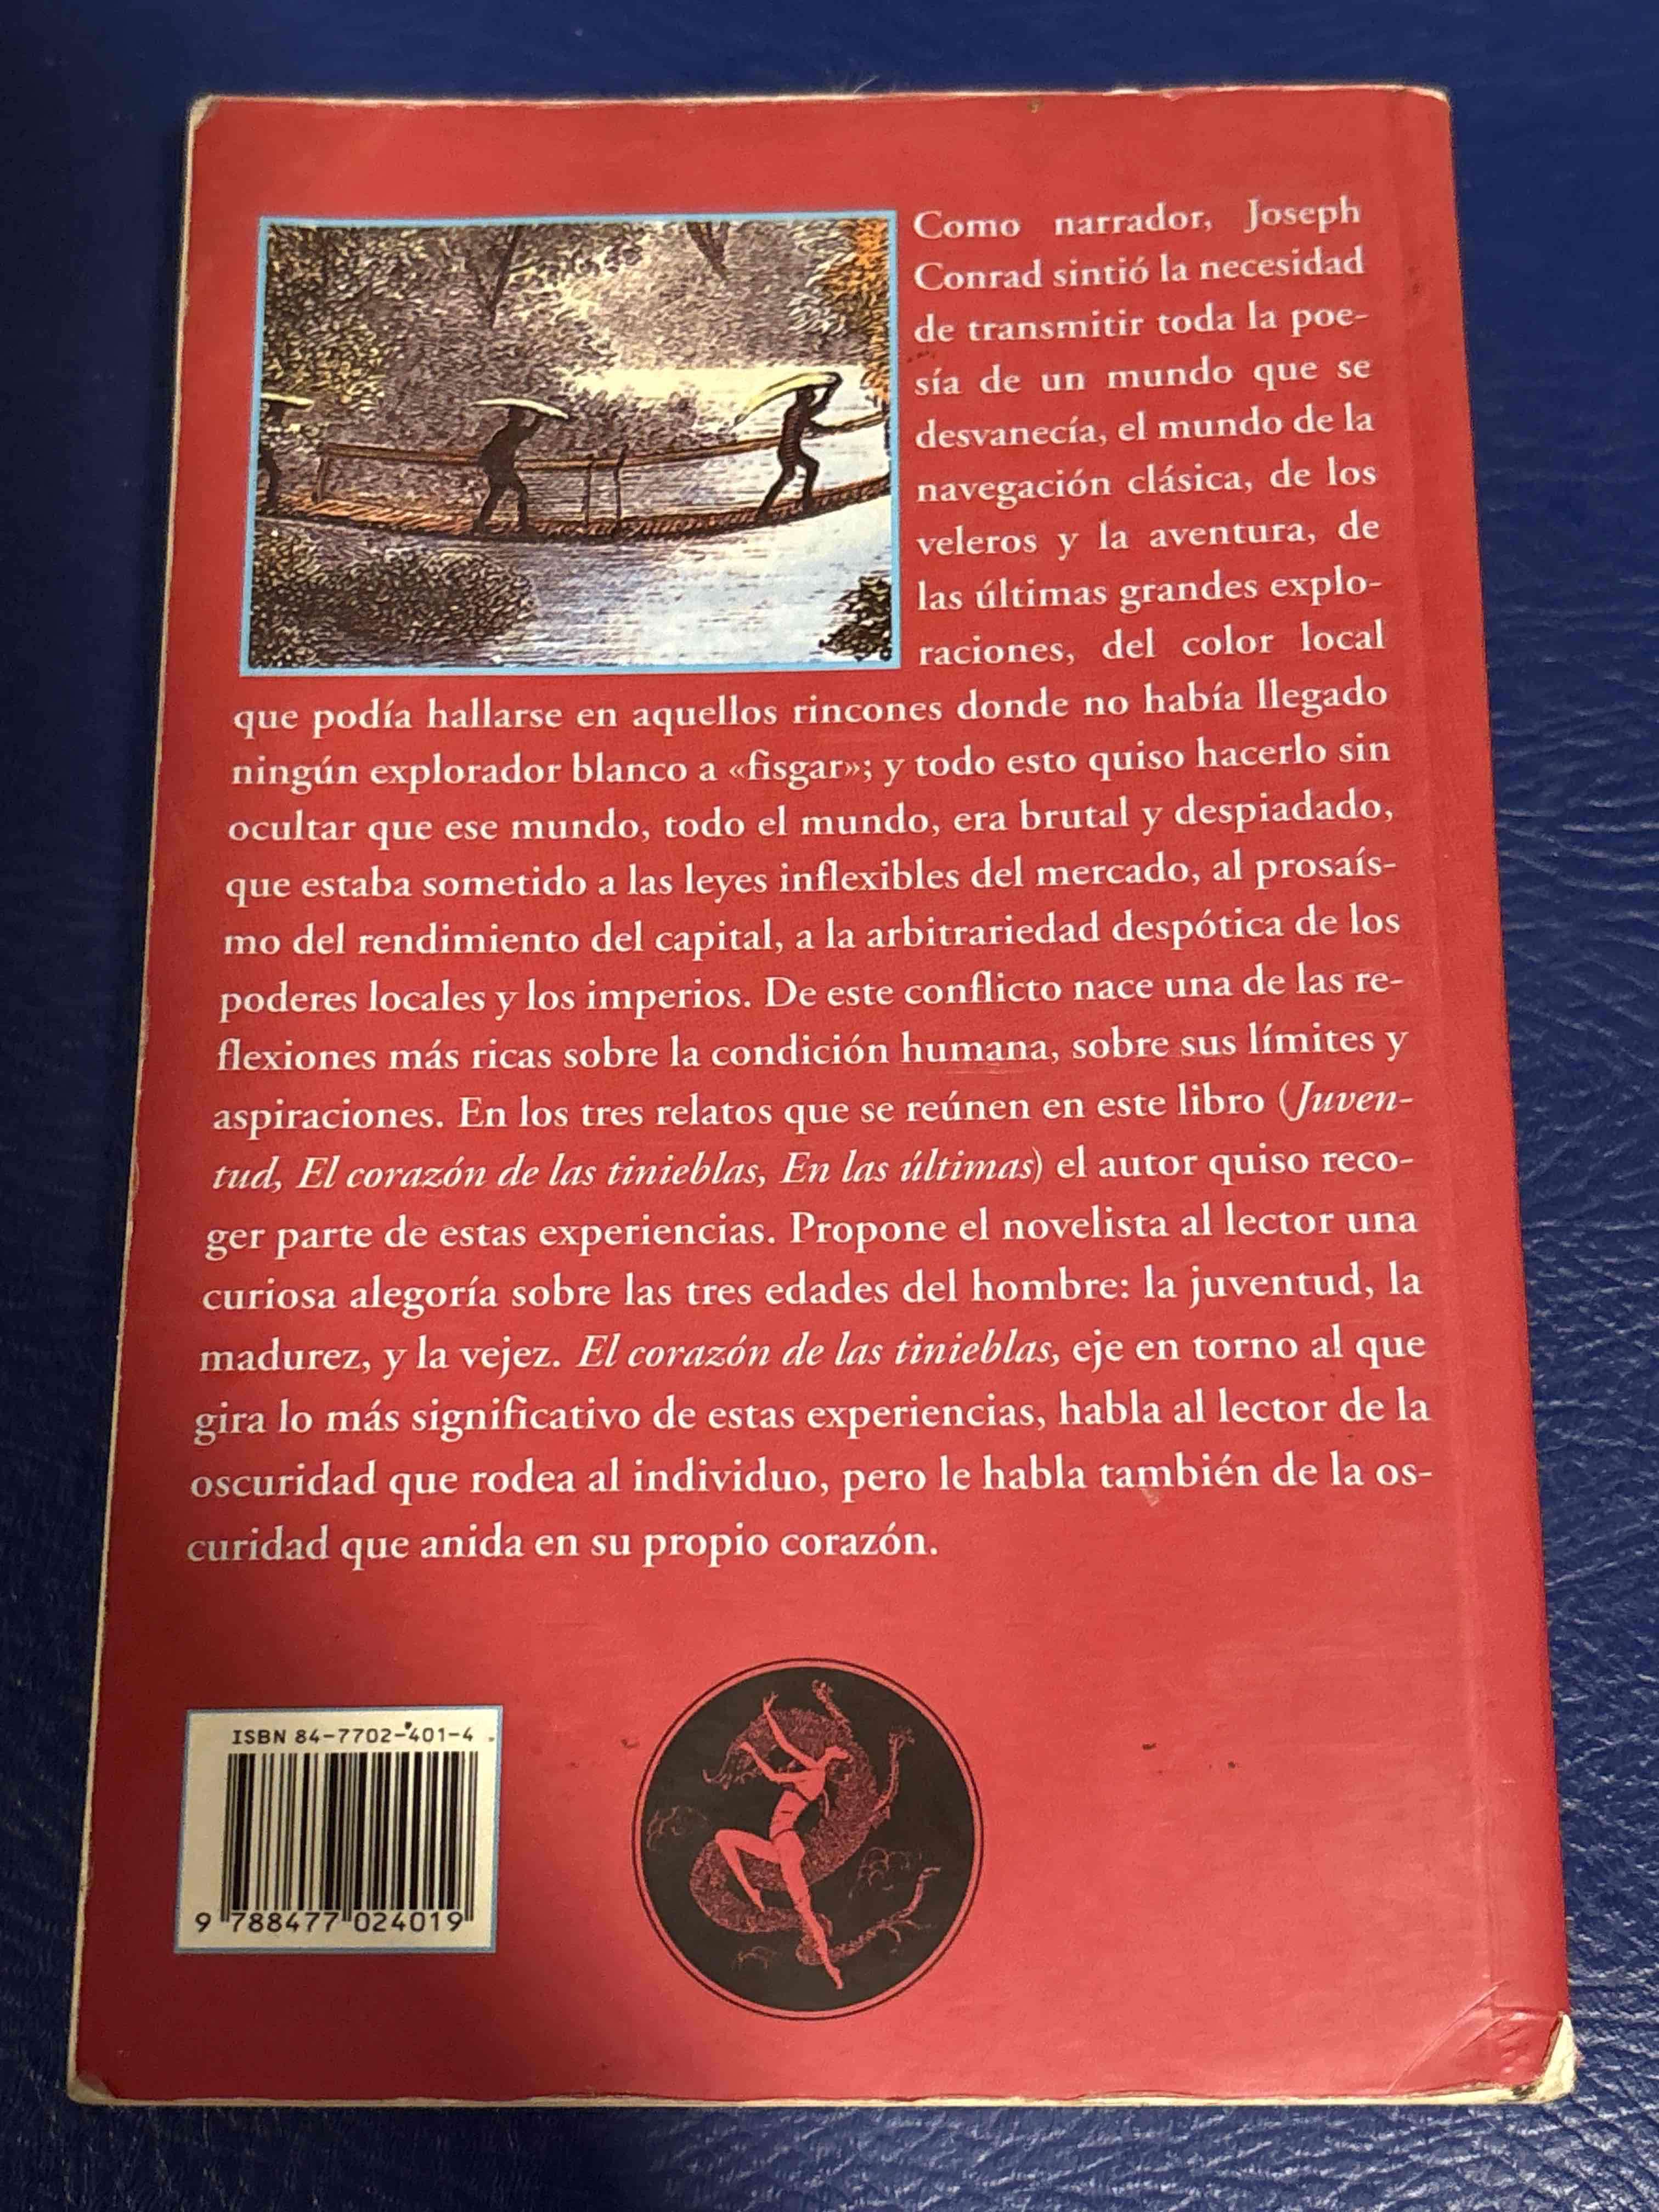 Como narrador, Joseph
Conrad sintió la necesidad
de transmitir toda la poe-
sía de un mundo que se
desvanecía, el mundo de la
navegación clásica, de los
veleros y la aventura, de
las últimas grandes explo-
raciones, del color local
que podía hallarse en aquellos rincones donde no había llegado
ningún explorador blanco a «fisgar»; y todo esto quiso hacerlo sin
ocultar que ese mundo, todo el mundo, era brutal y despiadado,
que estaba sometido a las leyes inflexibles del mercado, al prosaís-
mo del rendimiento del capital, a la arbitrariedad despótica de los
poderes locales y los imperios. De este conflicto nace una de las re-
flexiones más ricas sobre la condición humana, sobre sus límites y
aspiraciones. En los tres relatos que se reúnen en este libro (Juven-
tud, El corazón de las tinieblas, En las últimas) el autor quiso reco-
ger parte de estas experiencias. Propone el novelista al lector una
curiosa alegoría sobre las tres edades del hombre: la juventud, la
madurez, y la vejez. El corazón de las tinieblas, eje en torno al que
gira lo más significativo de estas experiencias, habla al lector de la
oscuridad que rodea al individuo, pero le habla también de la os-
curidad que anida en su propio corazón.
ISBN 84-7702-401-4
9 788477 024019